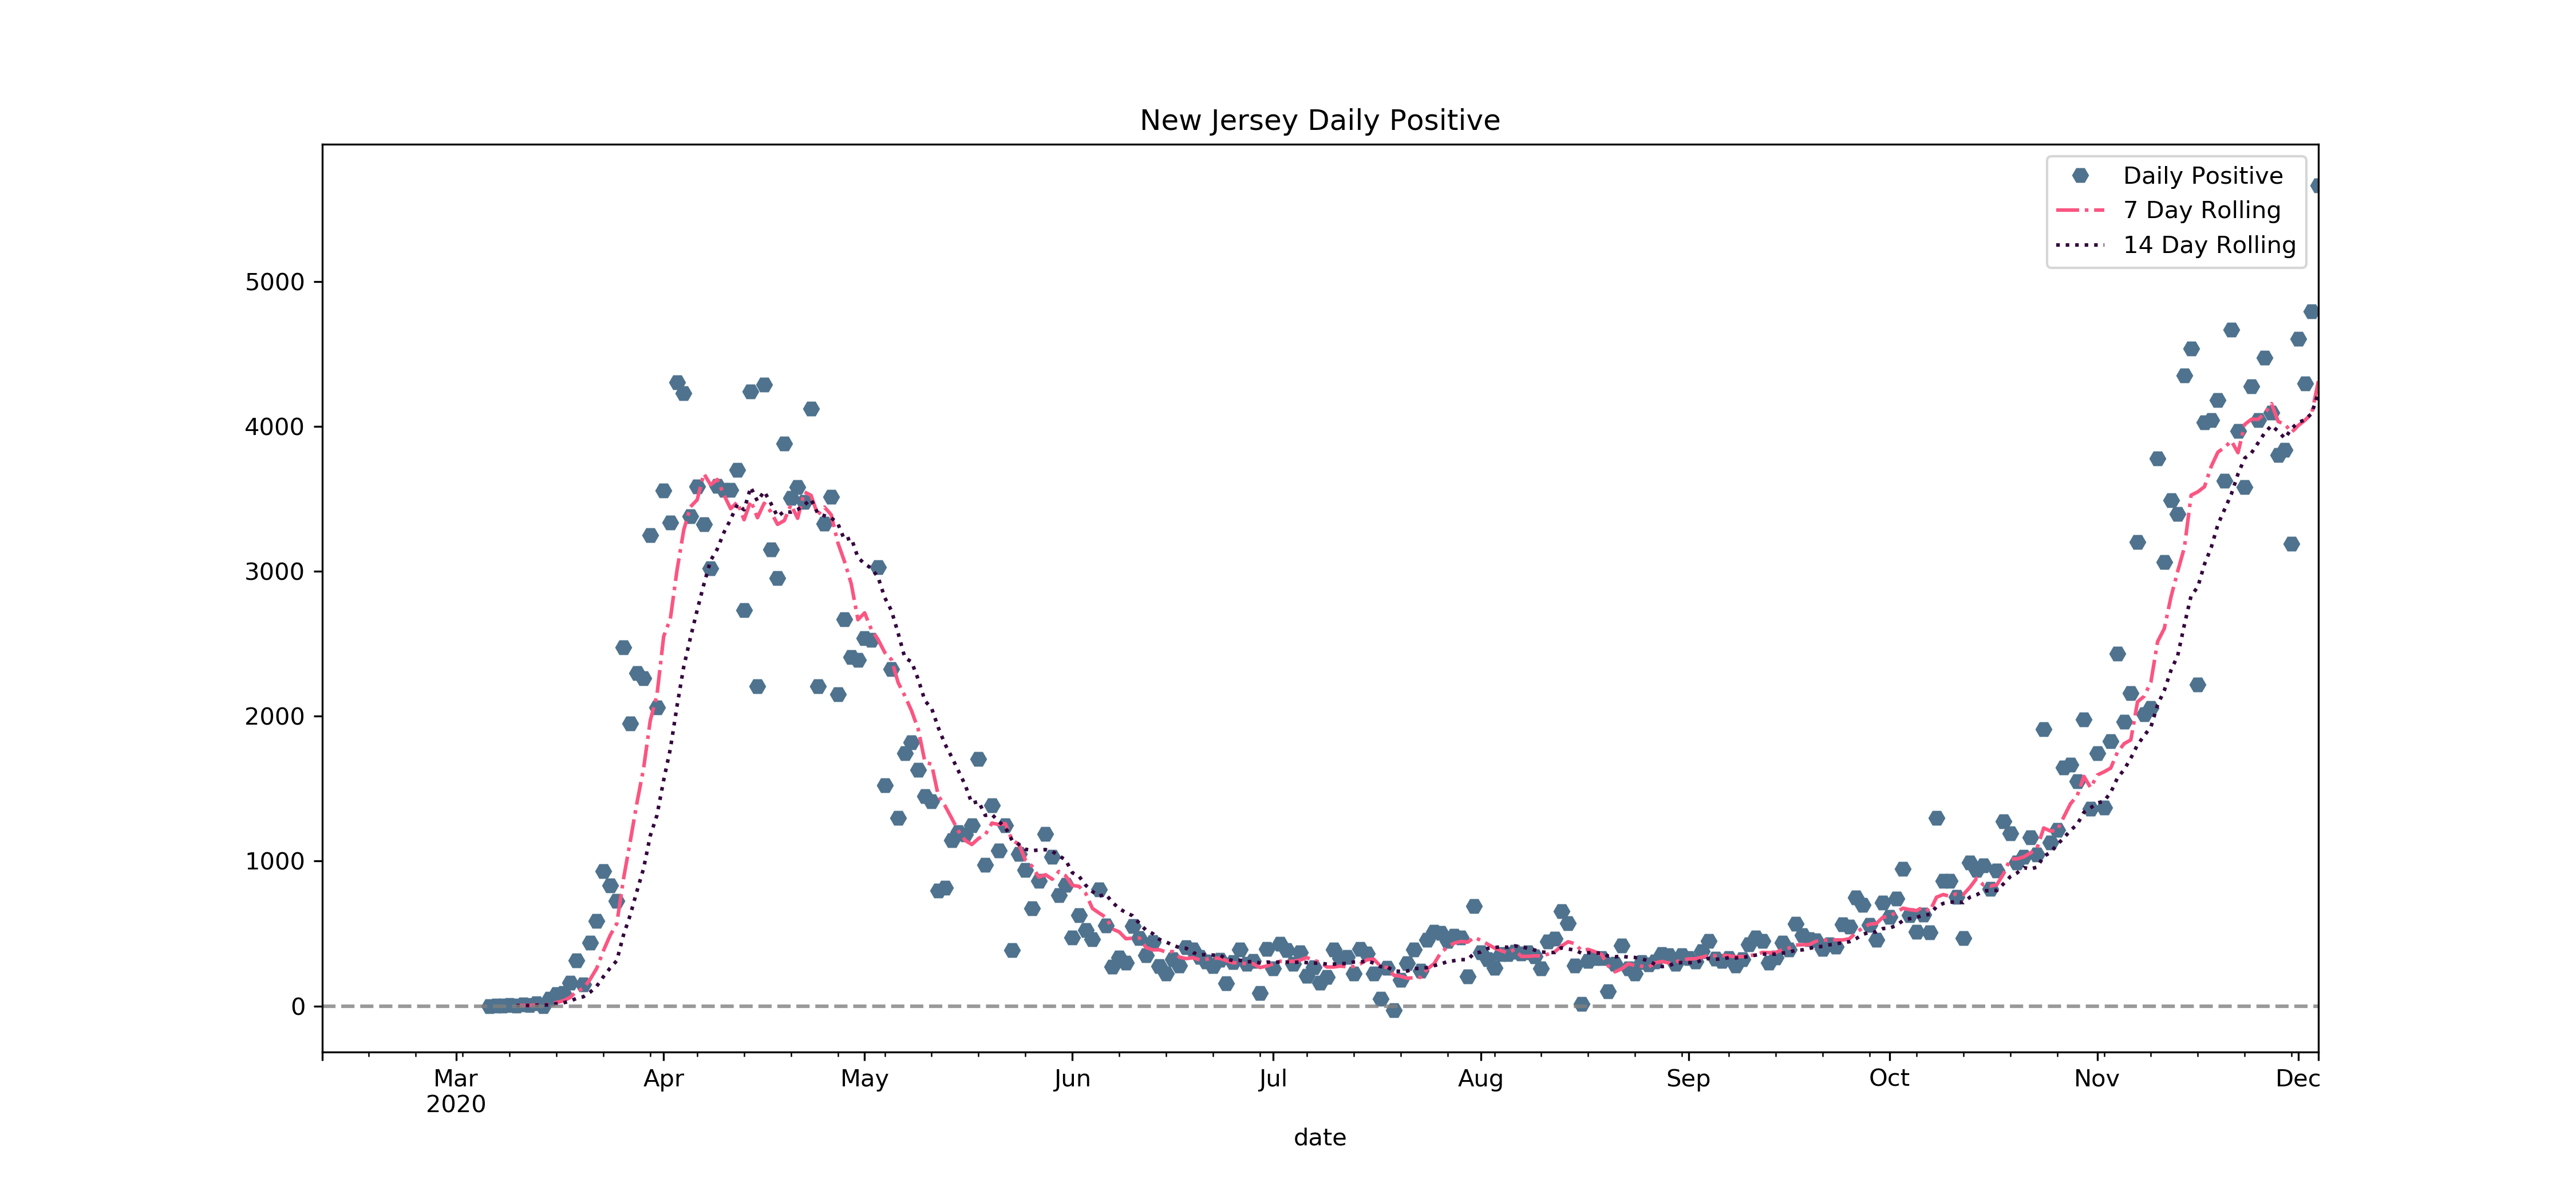 New Jersey Daily Positive
Daily Positive
7 Day Rolling
14 Day Rolling
5000
4000
3000
2000
1000
0
Mar Apr May Jun Jul Aug Sep Oct Nov Dec
2020
date